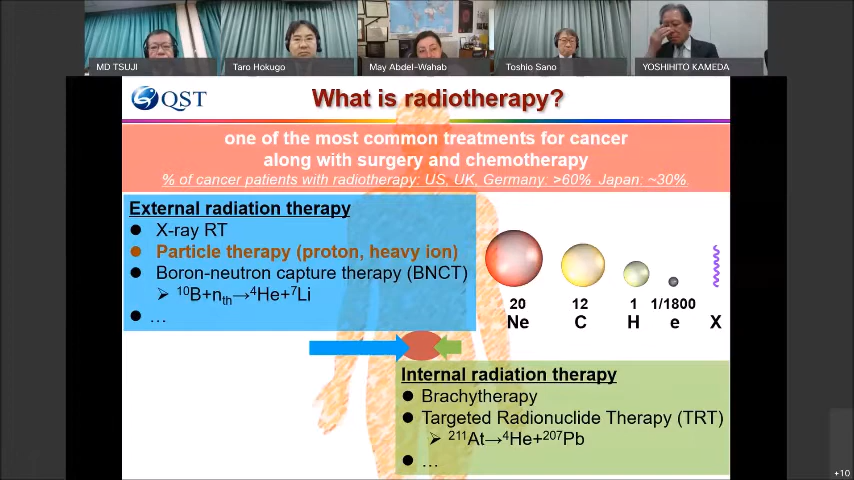 MD TSUJI
Taro Hokugo
May Abdel-Wahab
Toshio Sano
YOSHIHITO KAMEDA
QST
What is radiotherapy?
one of the most common treatments for cancer
along with surgery and chemotherapy
% of cancer patients with radiotherapy: US, UK, Germany: >60% Japan: ~30%
External radiation therapy
● X-ray RT
● Particle therapy (proton, heavy ion)
● Boron-neutron capture therapy (BNCT)
➢ ¹⁰B+nth→⁴He+⁷Li
● …
20 12 1 1/1800
Ne C H e X
Internal radiation therapy
● Brachytherapy
● Targeted Radionuclide Therapy (TRT)
➢ ²¹¹At→⁴He+²⁰⁷Pb
● …
+10